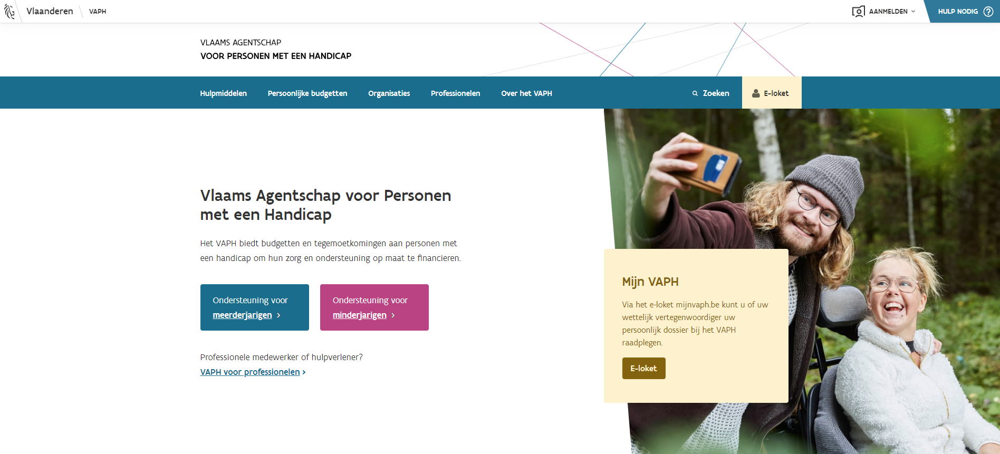 Vlaanderen
VAPH
AANMELDEN
HULP NODIG
VLAAMS AGENTSCHAP
VOOR PERSONEN MET EEN HANDICAP
Hulpmiddelen
Persoonlijke budgetten
Organisaties
Professionelen
Over het VAPH
Zoeken
E-loket
Vlaams Agentschap voor Personen
met een Handicap
Het VAPH biedt budgetten en tegemoetkomingen aan personen met
een handicap om hun zorg en ondersteuning op maat te financieren.
Ondersteuning voor
meerderjarigen
Ondersteuning voor
minderjarigen
Professionele medewerker of hulpverlener?
VAPH voor professionelen
Mijn VAPH
Via het e-loket mijnvaph.be kunt u of uw
wettelijk vertegenwoordiger uw
persoonlijk dossier bij het VAPH
raadplegen.
E-loket